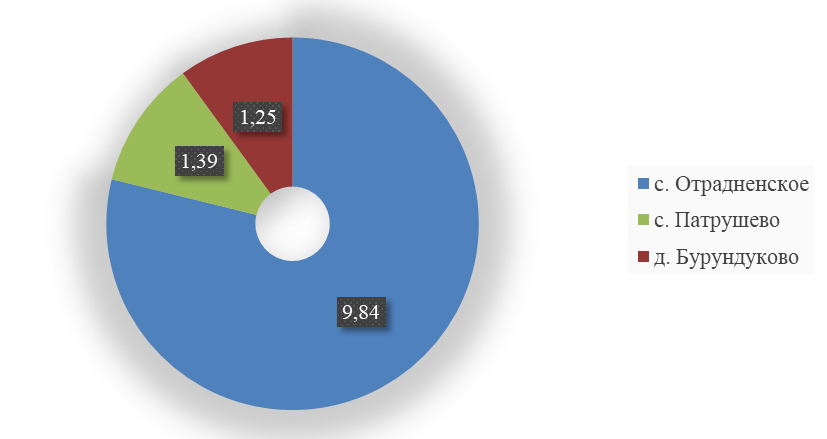 1,25
1,39
9,84
с. Отрадненское
с. Патрушево
д. Бурундуково